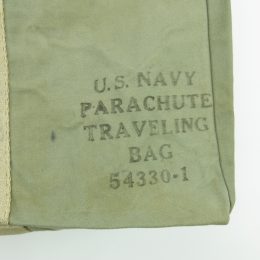 U.S. NAVY
PARACHUTE
TRAVELING
BAG
54330-1